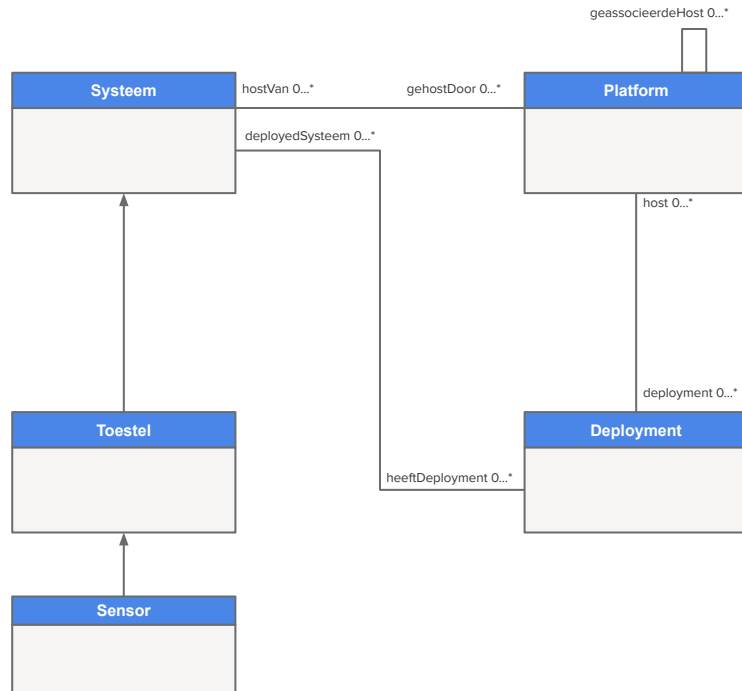 geassocieerdeHost 0...*
Systeem
hostVan 0...*
gehostDoor 0...*
Platform
deployedSysteem 0...*
host 0...*
deployment 0...*
Toestel
Deployment
heeftDeployment 0...*
Sensor